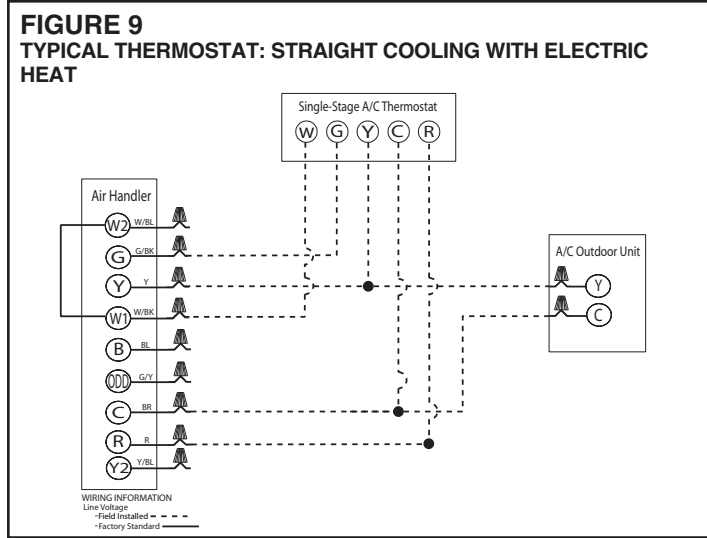 FIGURE 9
TYPICAL THERMOSTAT: STRAIGHT COOLING WITH ELECTRIC
HEAT
Single-Stage A/C Thermostat
W G Y C R
Air Handler
W2 W/BL
G G/BK
Y Y
W1 W/BK
B BL
ODD G/Y
C BR
R R
Y2 Y/BL
A/C Outdoor Unit
Y
C
WIRING INFORMATION
Line Voltage
-Field Installed
-Factory Standard